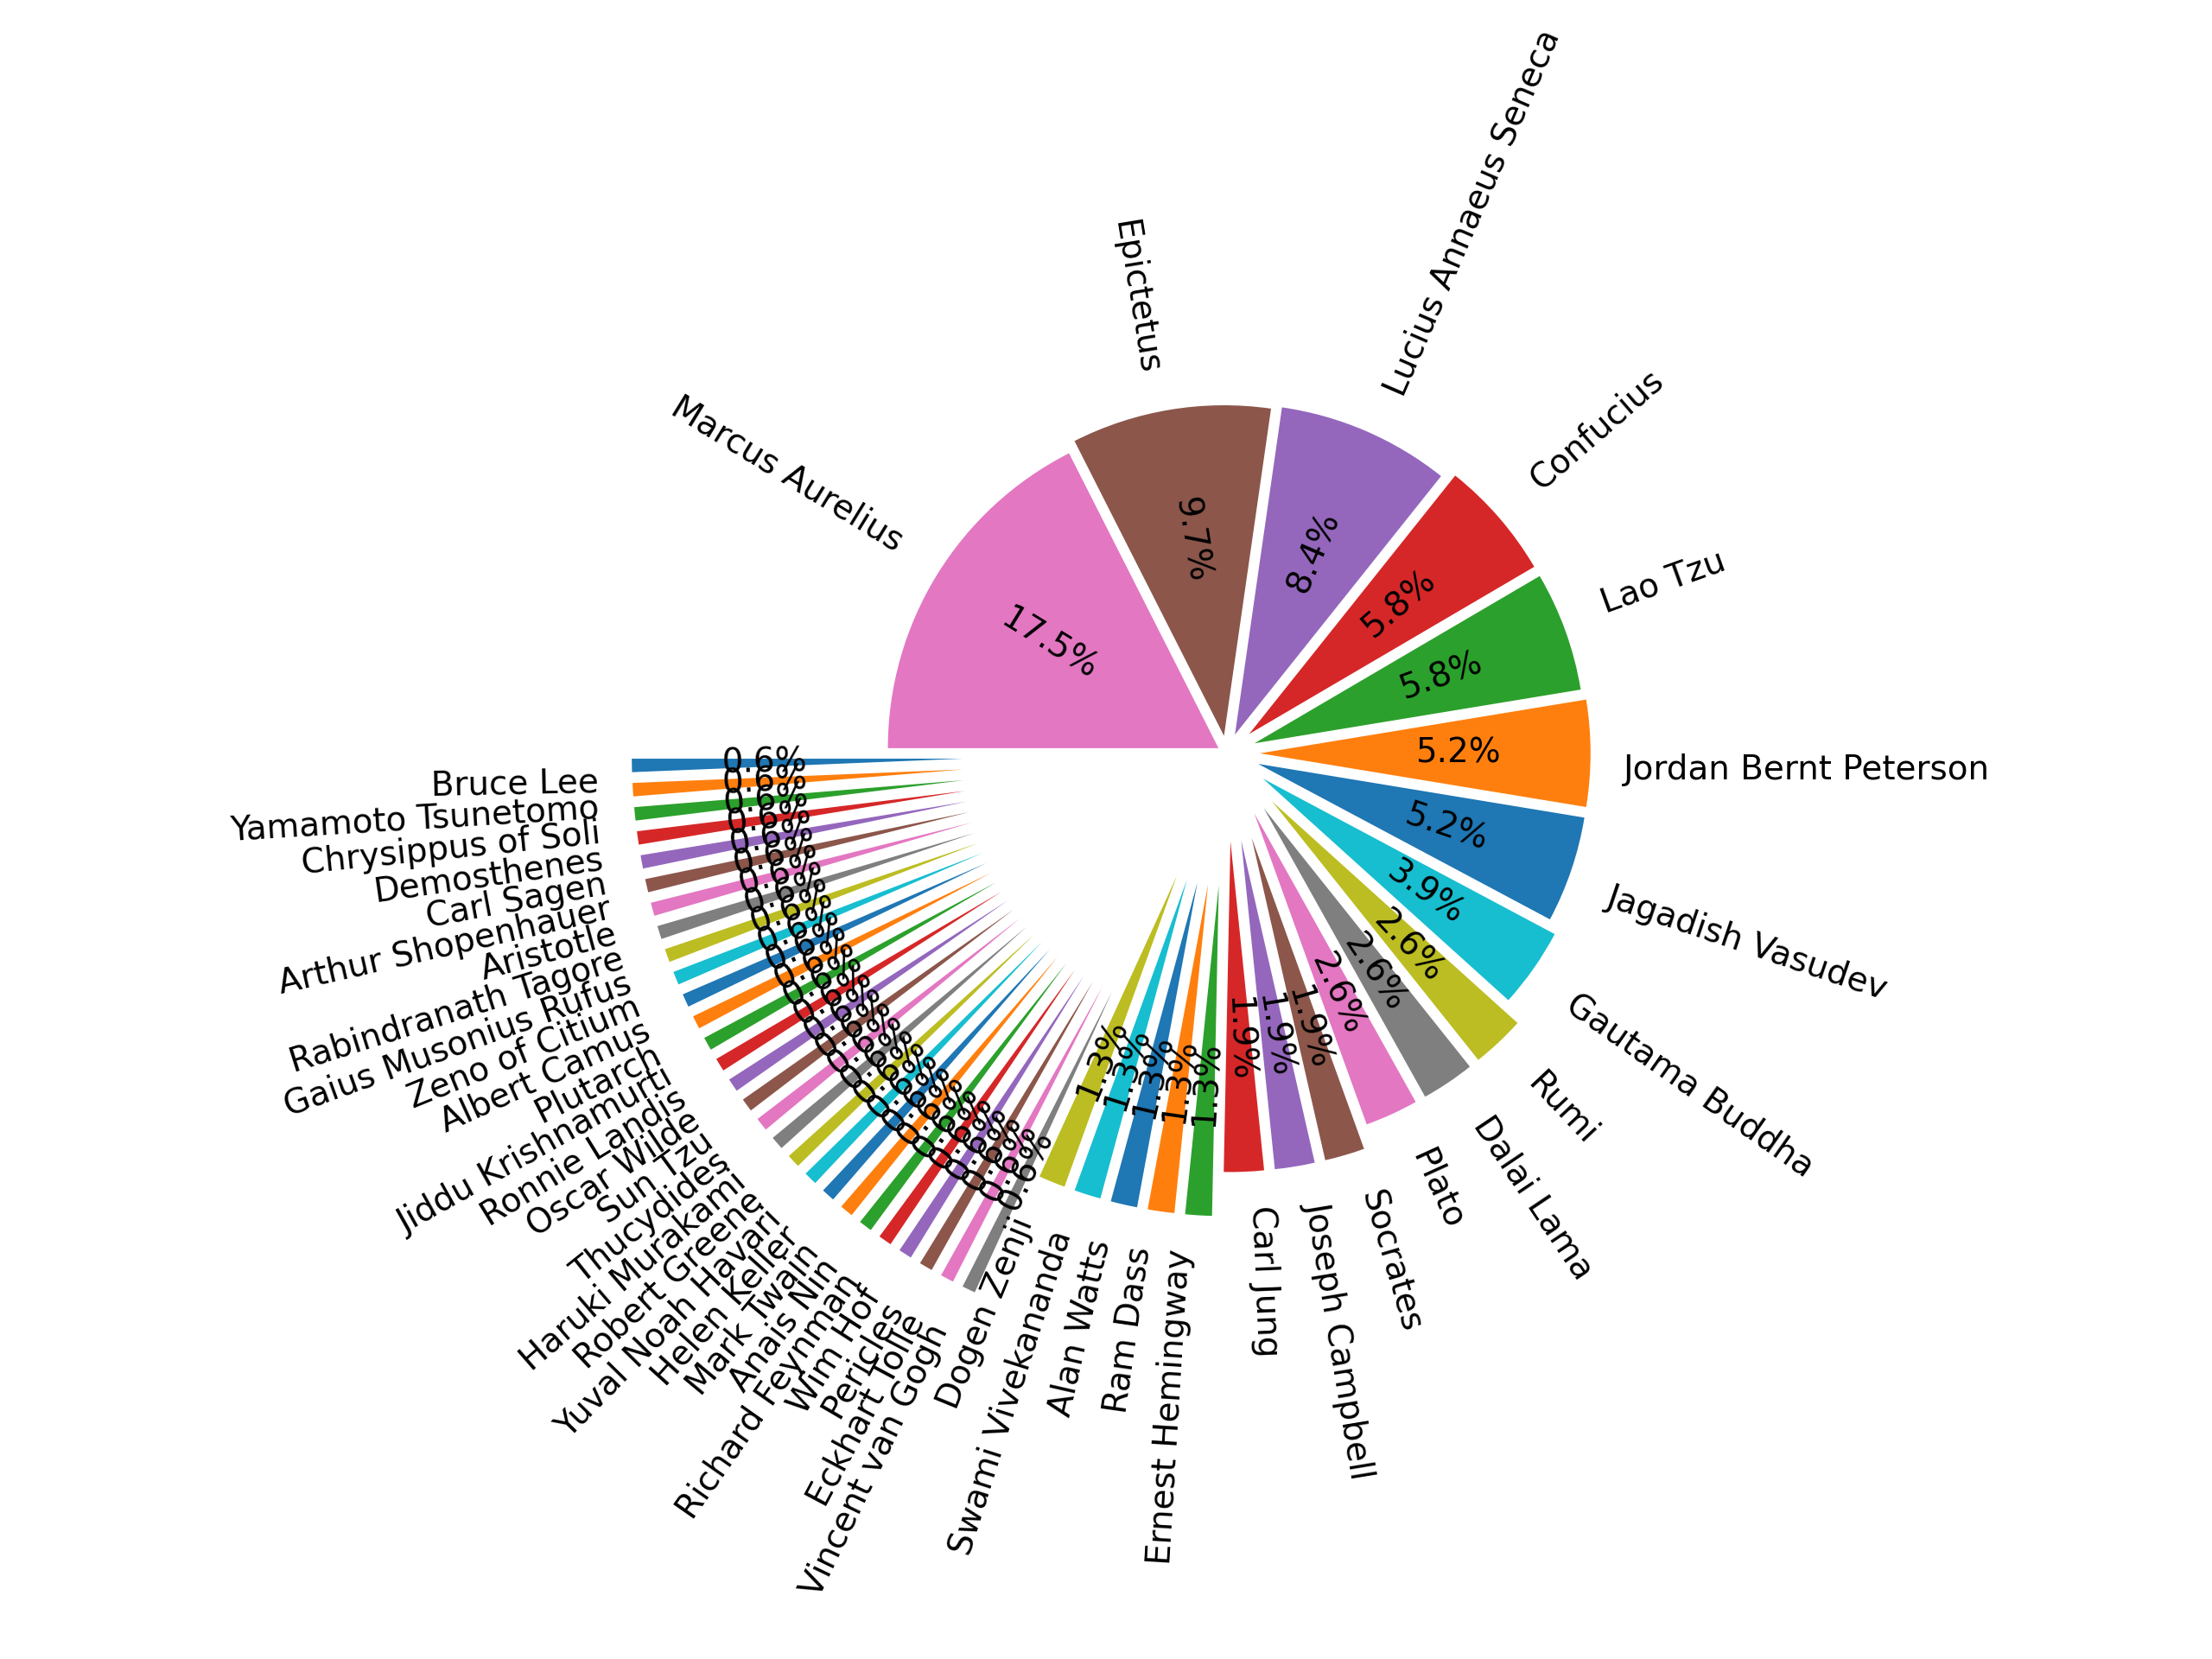 Lucius Annaeus Seneca
Epictetus
Confucius
Marcus Aurelius
Lao Tzu
9.7%
8.4%
5.8%
17.5%
5.8%
5.2%
Jordan Bernt Peterson
5.2%
Jagadish Vasudev
3.9%
Gautama Buddha
2.6%
Rumi
2.6%
Dalai Lama
2.6%
Plato
1.9%
Socrates
1.9%
Joseph Campbell
1.9%
Carl Jung
1.3%
Ernest Hemingway
1.3%
Ram Dass
1.3%
Alan Watts
1.3%
Swami Vivekananda
1.3%
Dogen Zenji
0.6%
Vincent van Gogh
Eckhart Tolle
Pericles
Wim Hof
Richard Feynman
Anais Nin
Mark Twain
Helen Keller
Yuval Noah Havari
Robert Greene
Haruki Murakami
Thucydides
Sun Tzu
Oscar Wilde
Ronnie Landis
Jiddu Krishnamurti
Plutarch
Albert Camus
Zeno of Citium
Gaius Musonius Rufus
Rabindranath Tagore
Aristotle
Arthur Shopenhauer
Carl Sagen
Demosthenes
Chrysippus of Soli
Yamamoto Tsunetomo
Bruce Lee
0.6%